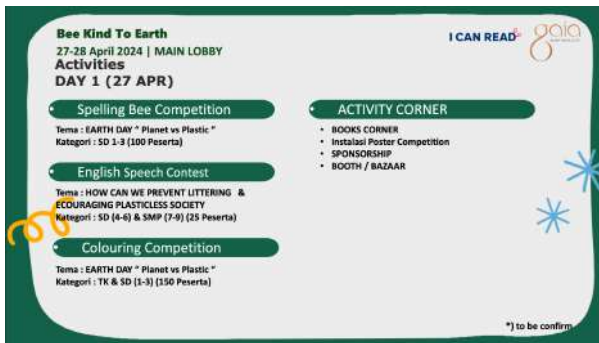 Bee Kind To Earth
27-28 April 2024 | MAIN LOBBY
Activities
DAY 1 (27 APR)
I CAN READ
gaia
Spelling Bee Competition
Tema : EARTH DAY " Planet vs Plastic "
Kategori : SD 1-3 (100 Peserta)
English Speech Contest
Tema : HOW CAN WE PREVENT LITTERING &
ECOURAGING PLASTICLESS SOCIETY
Kategori : SD (4-6) & SMP (7-9) (25 Peserta)
Colouring Competition
Tema : EARTH DAY " Planet vs Plastic "
Kategori : TK & SD (1-3) (150 Peserta)
ACTIVITY CORNER
• BOOKS CORNER
• Instalasi Poster Competition
• SPONSORSHIP
• BOOTH / BAZAAR
*) to be confirm